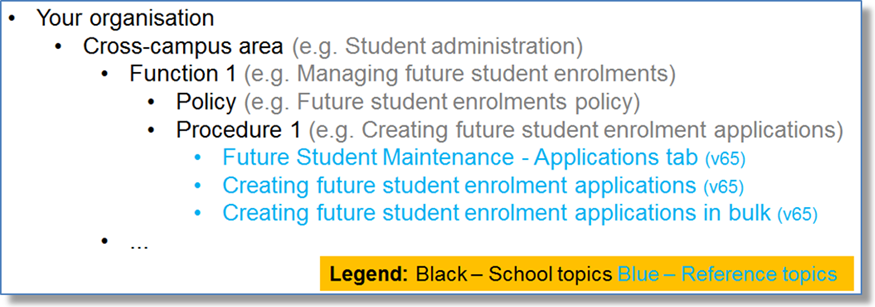 • Your organisation
• Cross-campus area (e.g. Student administration)
• Function 1 (e.g. Managing future student enrolments)
• Policy (e.g. Future student enrolments policy)
• Procedure 1 (e.g. Creating future student enrolment applications)
• Future Student Maintenance - Applications tab (v65)
• Creating future student enrolment applications (v65)
• Creating future student enrolment applications in bulk (v65)
• ...
Legend: Black – School topics Blue – Reference topics